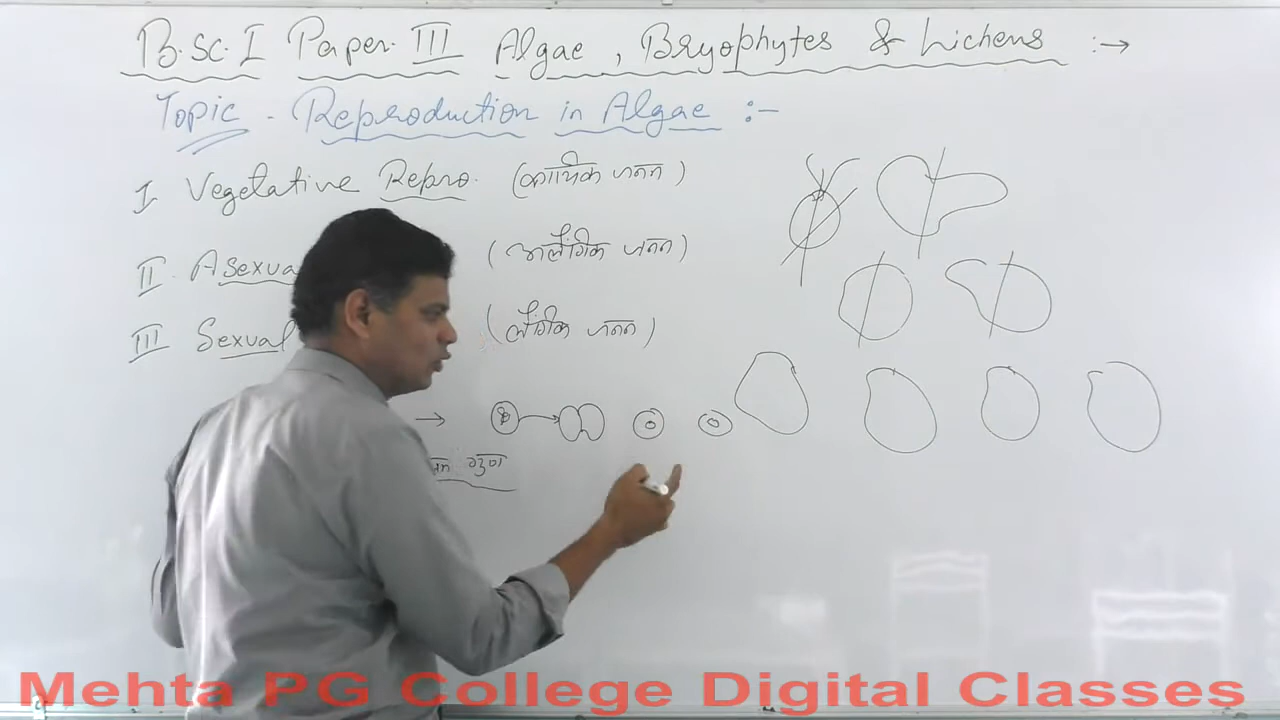 B.Sc. I Paper. III Algae, Bryophytes & Lichens :→
Topic - Reproduction in Algae :-
I Vegetative Repro. (कायिक जनन)
II. Asexua (अलैंगिक जनन)
III Sexual (लैंगिक जनन)
→
Mehta PG College Digital Classes